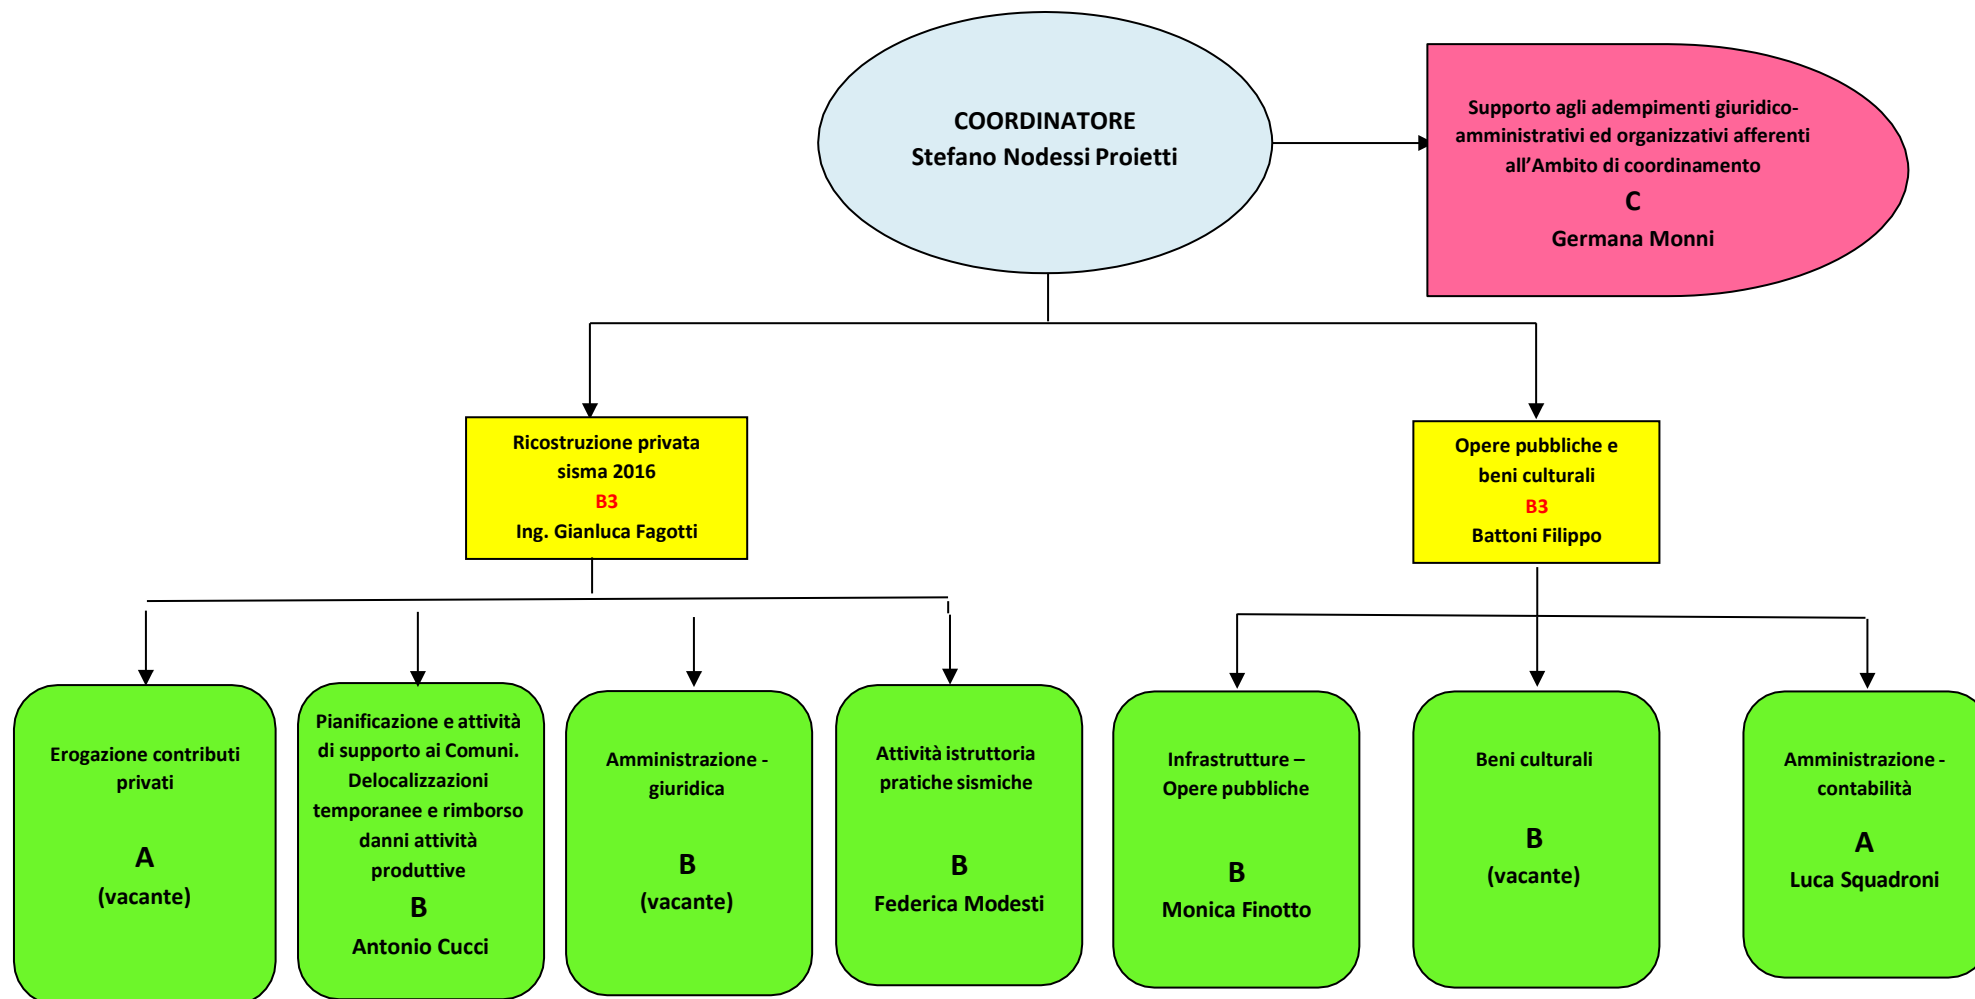 COORDINATORE
Stefano Nodessi Proietti
Supporto agli adempimenti giuridico-
amministrativi ed organizzativi afferenti
all’Ambito di coordinamento
C
Germana Monni
Ricostruzione privata
sisma 2016
B3
Ing. Gianluca Fagotti
Opere pubbliche e
beni culturali
B3
Battoni Filippo
Erogazione contributi
privati
A
(vacante)
Pianificazione e attività
di supporto ai Comuni.
Delocalizzazioni
temporanee e rimborso
danni attività
produttive
B
Antonio Cucci
Amministrazione -
giuridica
B
(vacante)
Attività istruttoria
pratiche sismiche
B
Federica Modesti
Infrastrutture –
Opere pubbliche
B
Monica Finotto
Beni culturali
B
(vacante)
Amministrazione -
contabilità
A
Luca Squadroni